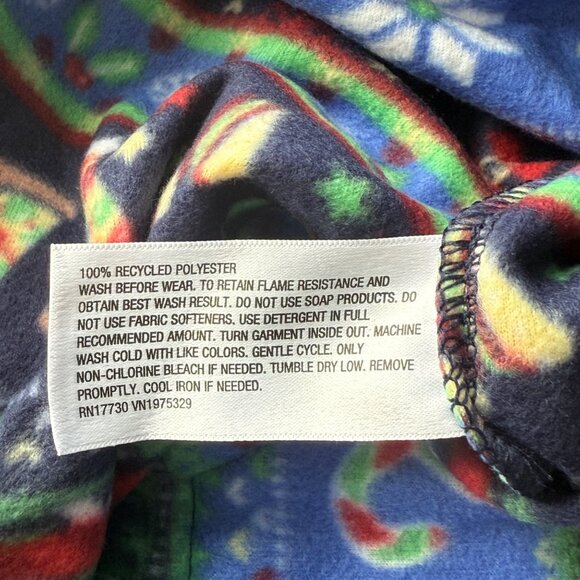 100% RECYCLED POLYESTER
WASH BEFORE WEAR. TO RETAIN FLAME RESISTANCE AND
OBTAIN BEST WASH RESULT. DO NOT USE SOAP PRODUCTS. DO
NOT USE FABRIC SOFTENERS. USE DETERGENT IN FULL
RECOMMENDED AMOUNT. TURN GARMENT INSIDE OUT. MACHINE
WASH COLD WITH LIKE COLORS. GENTLE CYCLE. ONLY
NON-CHLORINE BLEACH IF NEEDED. TUMBLE DRY LOW. REMOVE
PROMPTLY. COOL IRON IF NEEDED.
RN17730 VN1975329